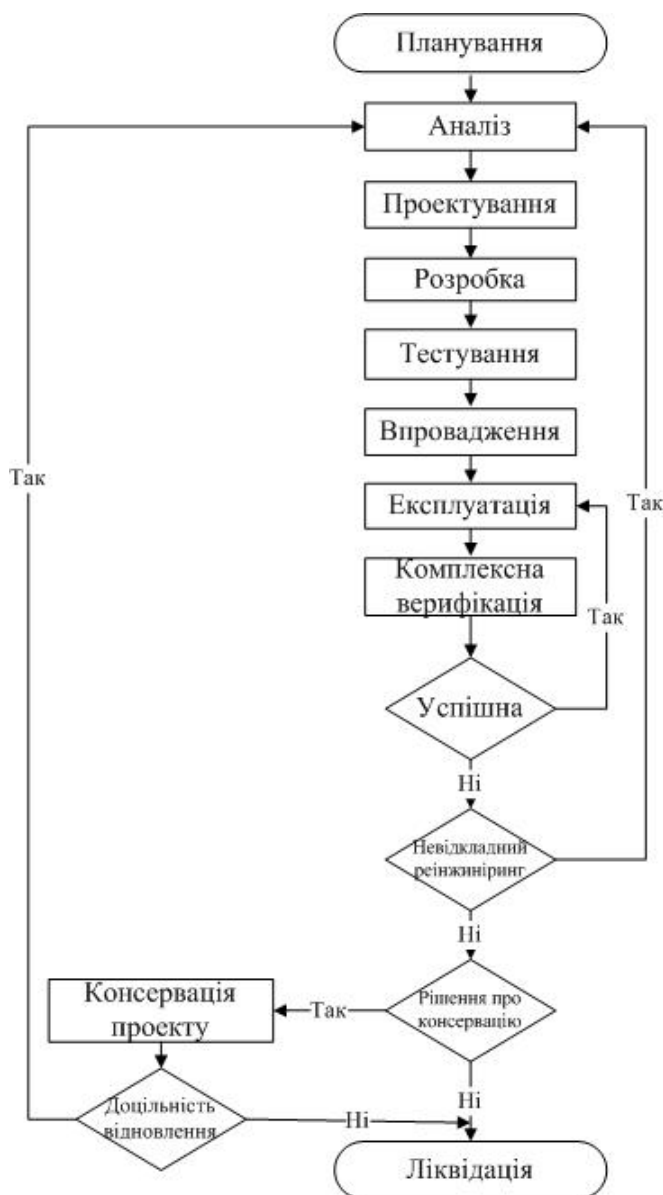 Планування
Аналіз
Проектування
Розробка
Тестування
Впровадження
Так
Експлуатація
Так
Комплексна
верифікація
Так
Успішна
Ні
Невідкладний
реінжиніринг
Ні
Консервація
проекту
Так
Рішення про
консервацію
Доцільність
відновлення
Ні
Ні
Ліквідація